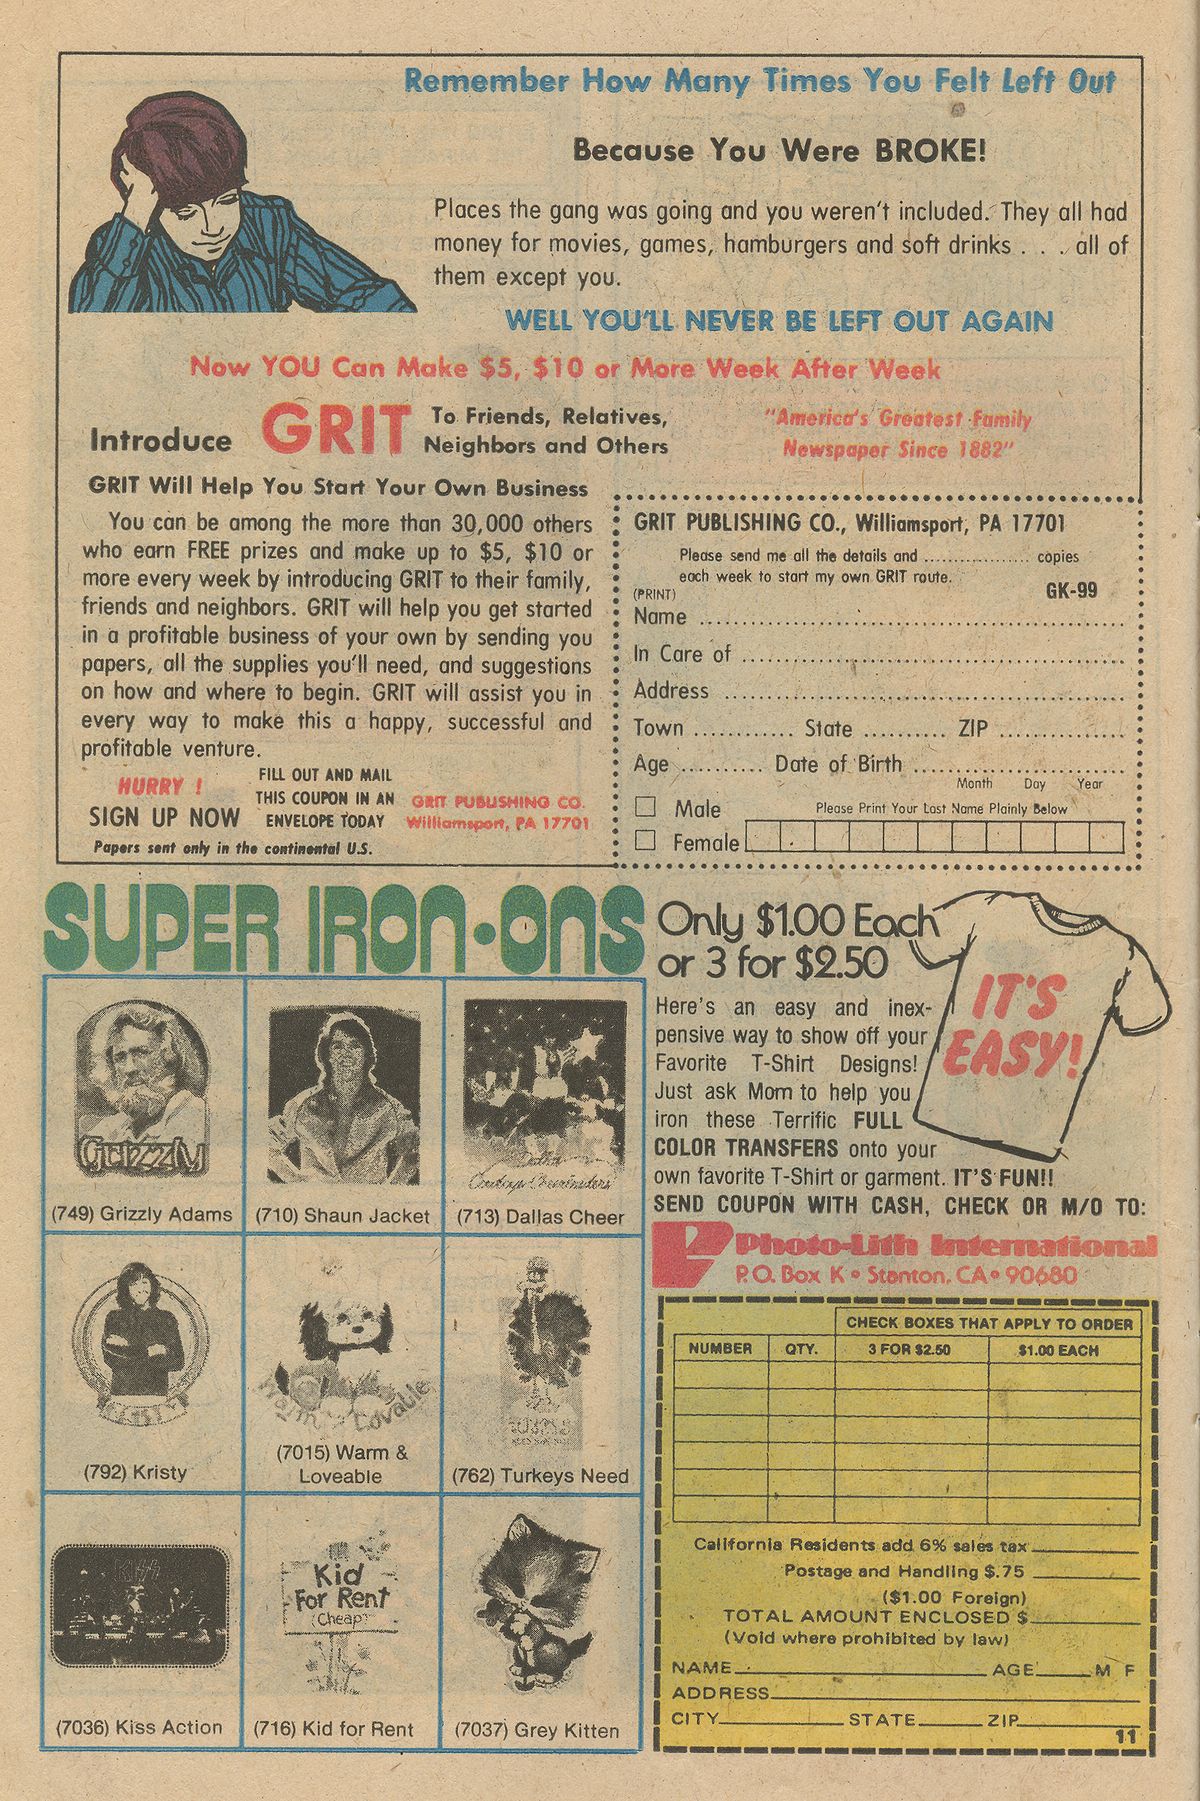 Remember How Many Times You Felt Left Out
Because You Were BROKE!
Places the gang was going and you weren't included. They all had
money for movies, games, hamburgers and soft drinks . . . all of
them except you.
WELL YOU'LL NEVER BE LEFT OUT AGAIN
Now YOU Can Make $5, $10 or More Week After Week
Introduce GRIT To Friends, Relatives,
Neighbors and Others
"America's Greatest Family
Newspaper Since 1882"
GRIT Will Help You Start Your Own Business
You can be among the more than 30,000 others
who earn FREE prizes and make up to $5, $10 or
more every week by introducing GRIT to their family,
friends and neighbors. GRIT will help you get started
in a profitable business of your own by sending you
papers, all the supplies you'll need, and suggestions
on how and where to begin. GRIT will assist you in
every way to make this a happy, successful and
profitable venture.
HURRY !
SIGN UP NOW
FILL OUT AND MAIL
THIS COUPON IN AN
ENVELOPE TODAY
GRIT PUBLISHING CO.
Williamsport, PA 17701
Papers sent only in the continental U.S.
GRIT PUBLISHING CO., Williamsport, PA 17701
Please send me all the details and .................. copies
each week to start my own GRIT route.
GK-99
(PRINT)
Name
In Care of
Address
Town ............ State .......... ZIP ...............
Age .......... Date of Birth
Month Day Year
Male
Please Print Your Last Name Plainly Below
Female
SUPER IRON•ONS
Grizzly
(749) Grizzly Adams
(710) Shaun Jacket
Dallas
Cowboys Cheerleaders
(713) Dallas Cheer
(792) Kristy
Warm & Lovable
(7015) Warm &
Loveable
(762) Turkeys Need
KISS
(7036) Kiss Action
Kid
For Rent
(Cheap)
(716) Kid for Rent
(7037) Grey Kitten
Only $1.00 Each
or 3 for $2.50
IT'S
EASY!
Here's an easy and inex-
pensive way to show off your
Favorite T-Shirt Designs!
Just ask Mom to help you
iron these Terrific FULL
COLOR TRANSFERS onto your
own favorite T-Shirt or garment. IT'S FUN!!
SEND COUPON WITH CASH, CHECK OR M/O TO:
Photo-Lith International
P.O. Box K • Stanton, CA • 90680
CHECK BOXES THAT APPLY TO ORDER
NUMBER QTY. 3 FOR $2.50 $1.00 EACH
California Residents add 6% sales tax
Postage and Handling $.75
($1.00 Foreign)
TOTAL AMOUNT ENCLOSED $
(Void where prohibited by law)
NAME AGE M F
ADDRESS
CITY STATE ZIP
11